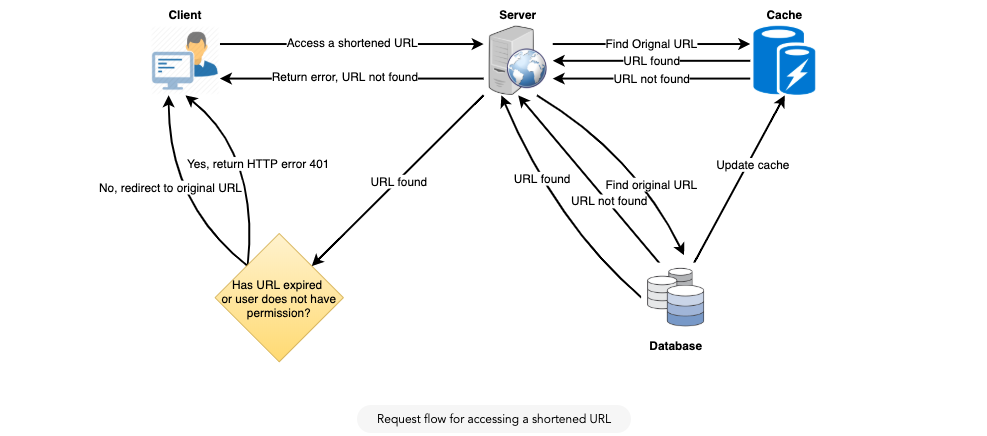 Client
Server
Cache
Access a shortened URL
Find Orignal URL
URL found
Return error, URL not found
URL not found
Yes, return HTTP error 401
No, redirect to original URL
URL found
URL found
Find original URL
URL not found
Update cache
Has URL expired
or user does not have
permission?
Database
Request flow for accessing a shortened URL